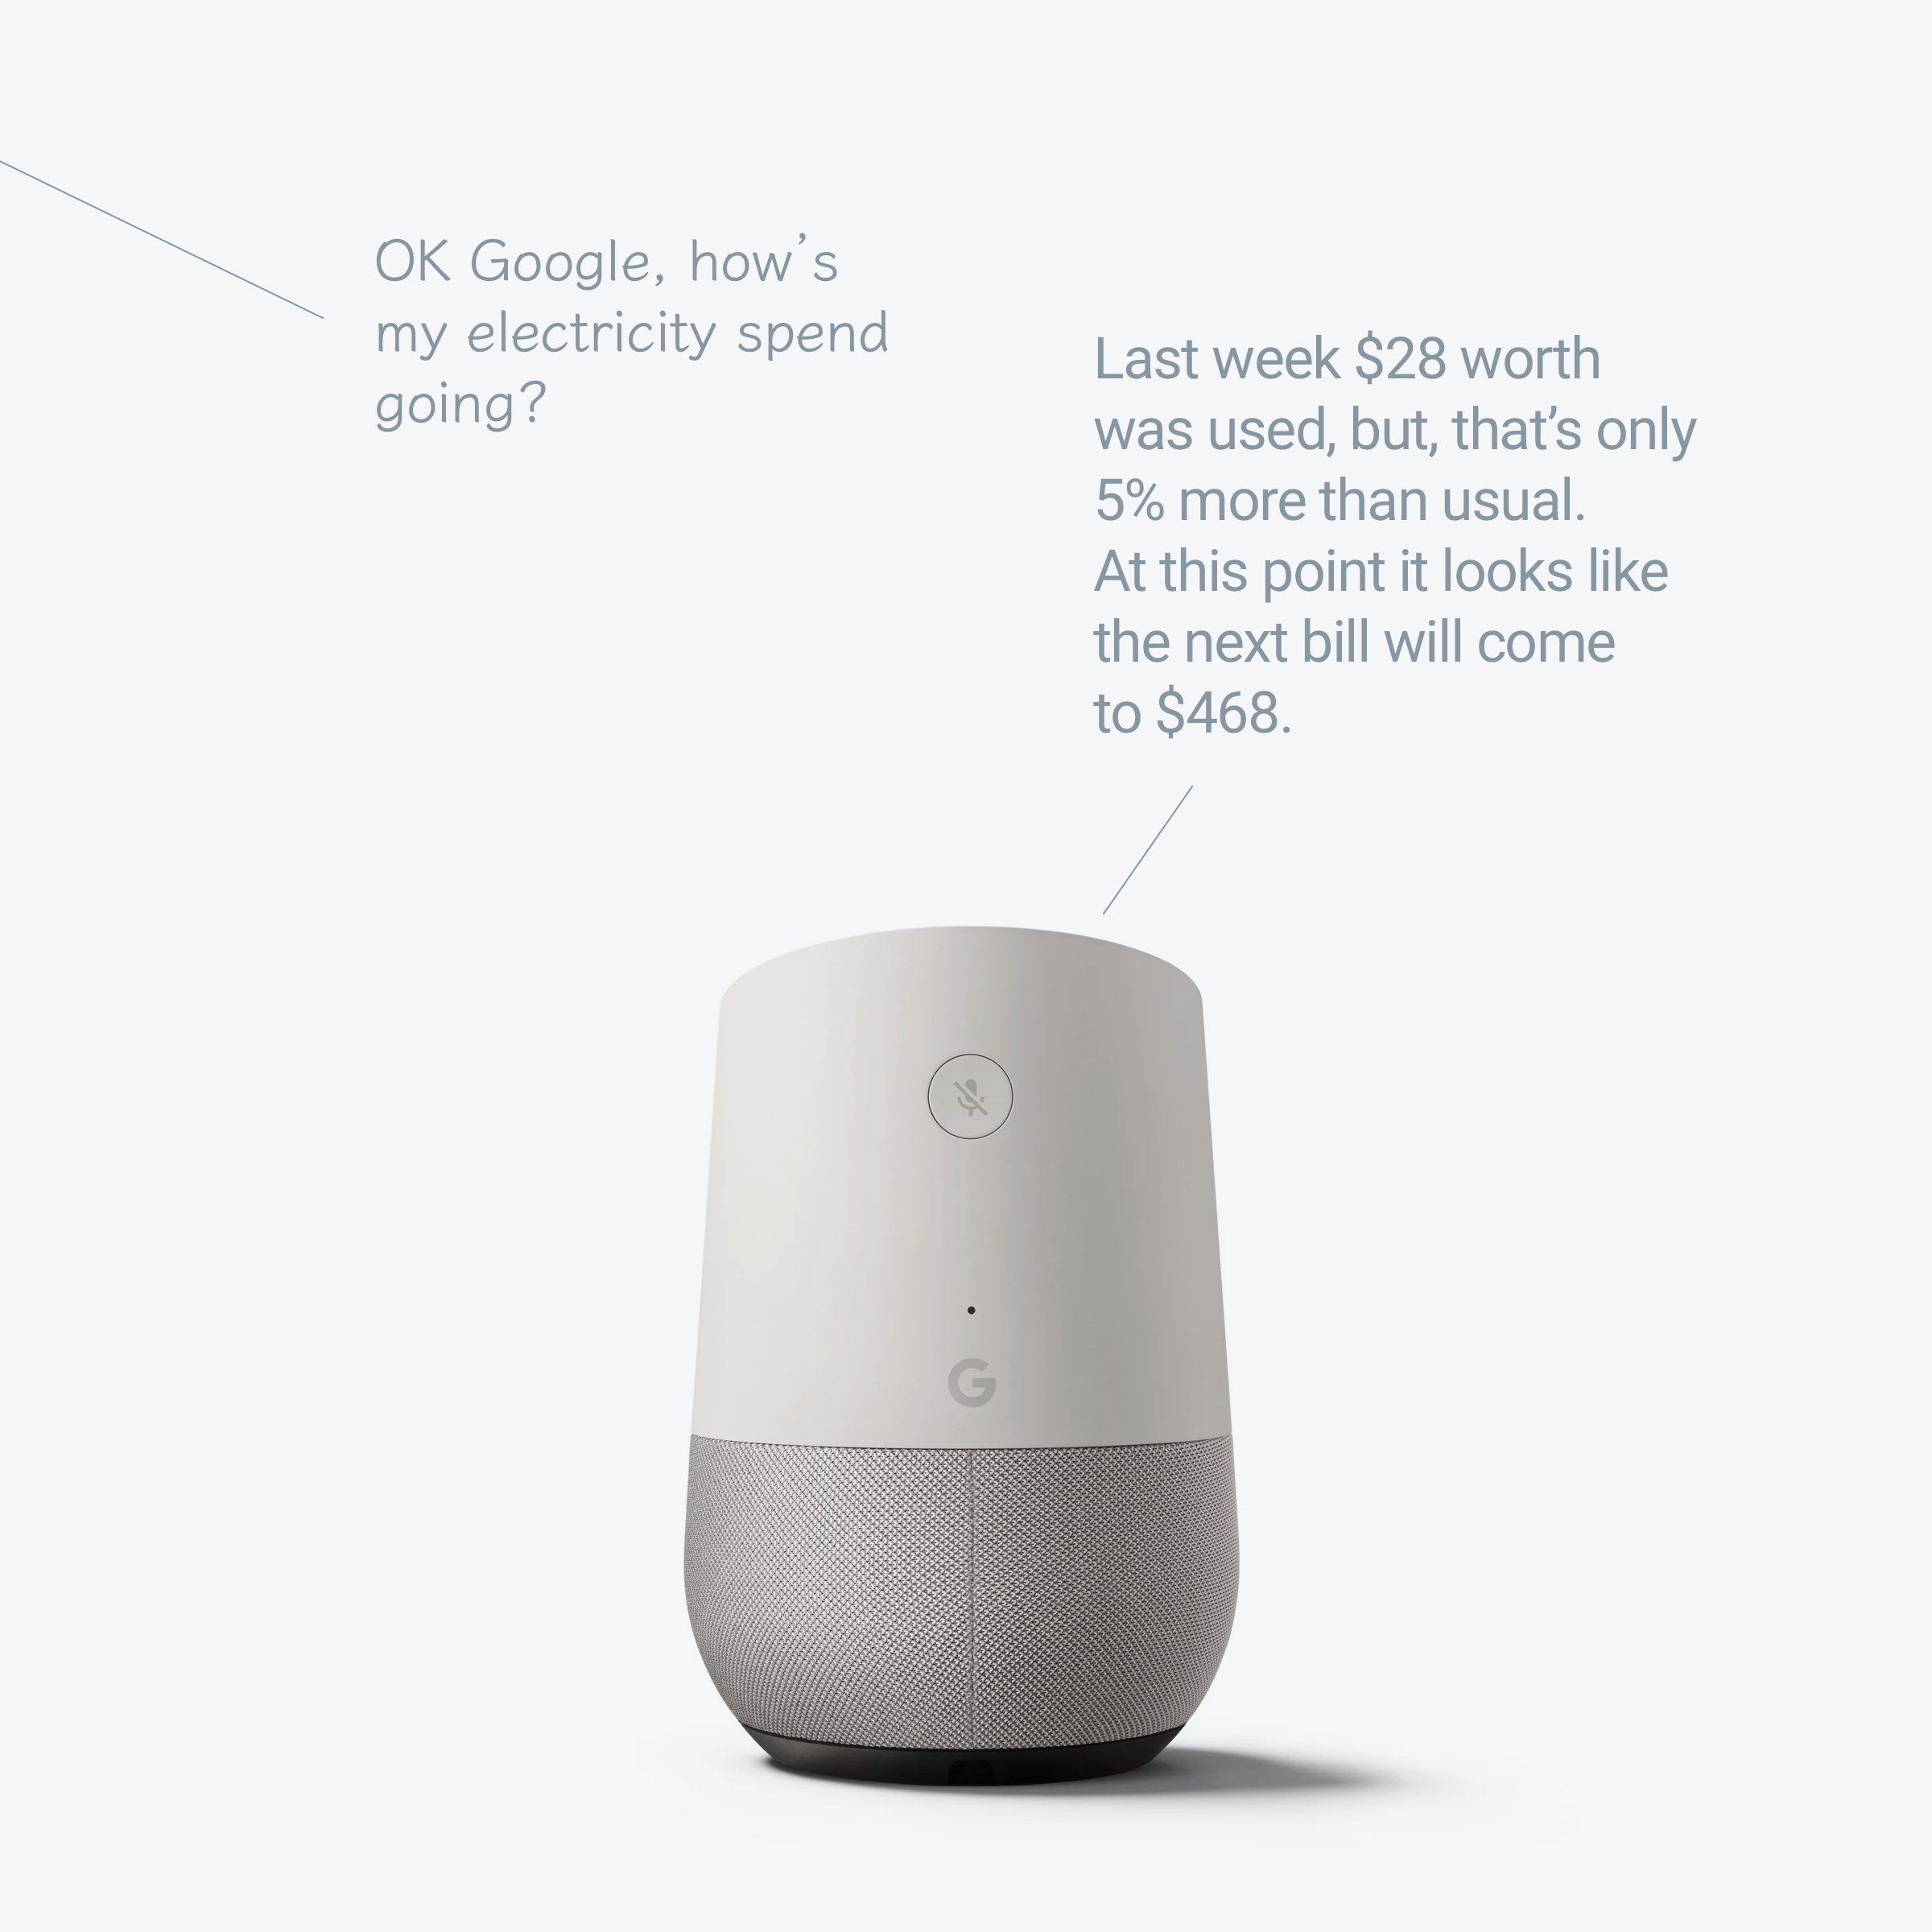 OK Google, how's
my electricity spend
going?
Last week $28 worth
was used, but, that's only
5% more than usual.
At this point it looks like
the next bill will come
to $468.
G